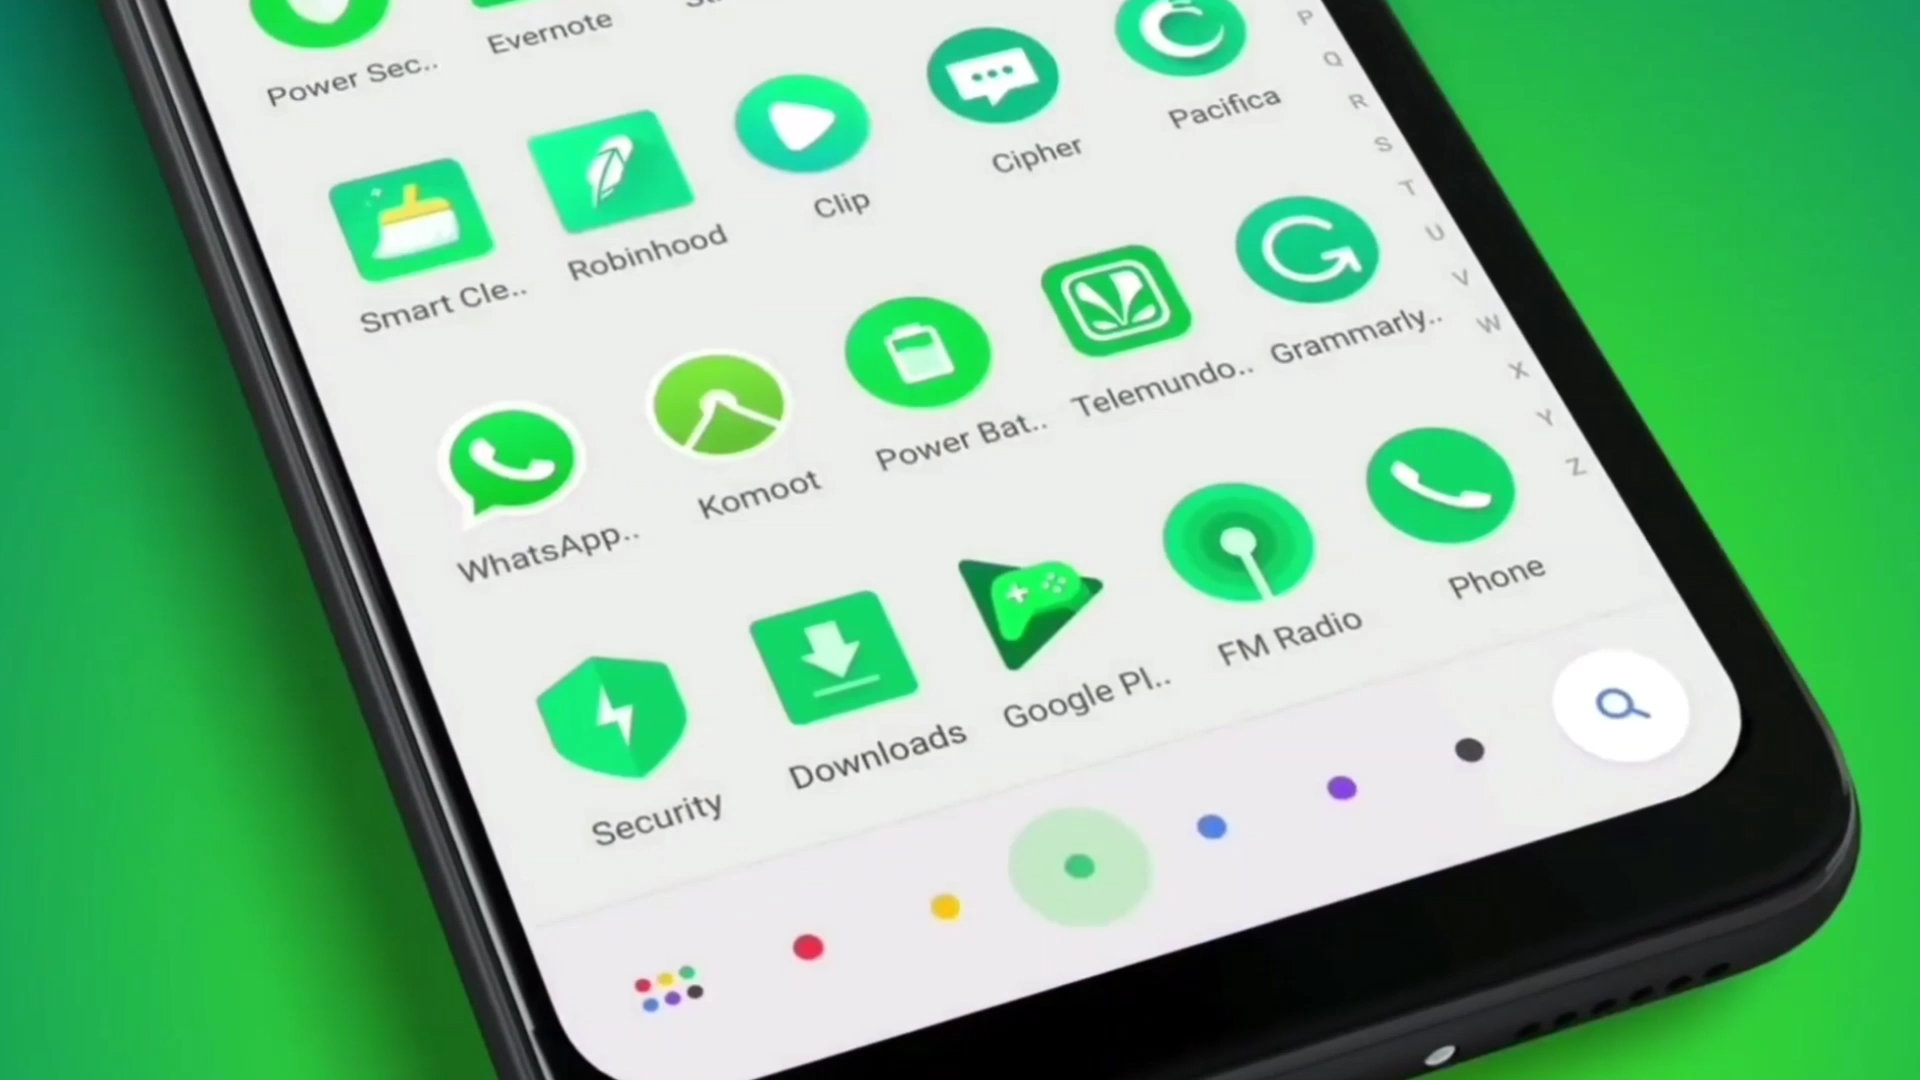 Power Sec..
Evernote
Smart Cle..
Robinhood
Clip
Cipher
Pacifica
WhatsApp..
Komoot
Power Bat..
Telemundo..
Grammarly..
Security
Downloads
Google Pl..
FM Radio
Phone
P
Q
R
S
T
U
V
W
X
Y
Z